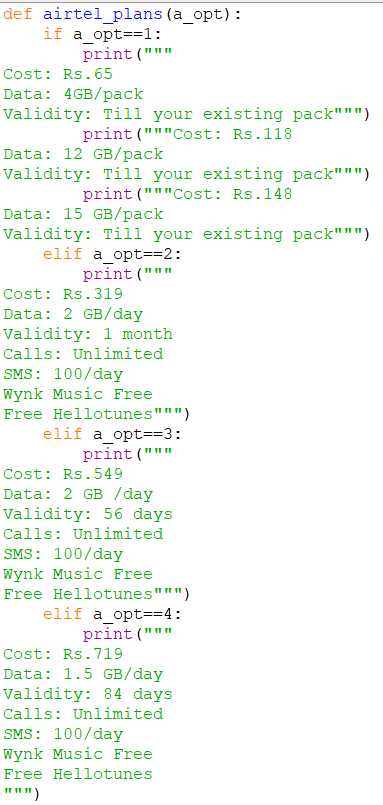 def airtel_plans(a_opt):
    if a_opt==1:
        print("""
Cost: Rs.65
Data: 4GB/pack
Validity: Till your existing pack""")
        print("""Cost: Rs.118
Data: 12 GB/pack
Validity: Till your existing pack""")
        print("""Cost: Rs.148
Data: 15 GB/pack
Validity: Till your existing pack""")
    elif a_opt==2:
        print("""
Cost: Rs.319
Data: 2 GB/day
Validity: 1 month
Calls: Unlimited
SMS: 100/day
Wynk Music Free
Free Hellotunes""")
    elif a_opt==3:
        print("""
Cost: Rs.549
Data: 2 GB /day
Validity: 56 days
Calls: Unlimited
SMS: 100/day
Wynk Music Free
Free Hellotunes""")
    elif a_opt==4:
        print("""
Cost: Rs.719
Data: 1.5 GB/day
Validity: 84 days
Calls: Unlimited
SMS: 100/day
Wynk Music Free
Free Hellotunes
""")